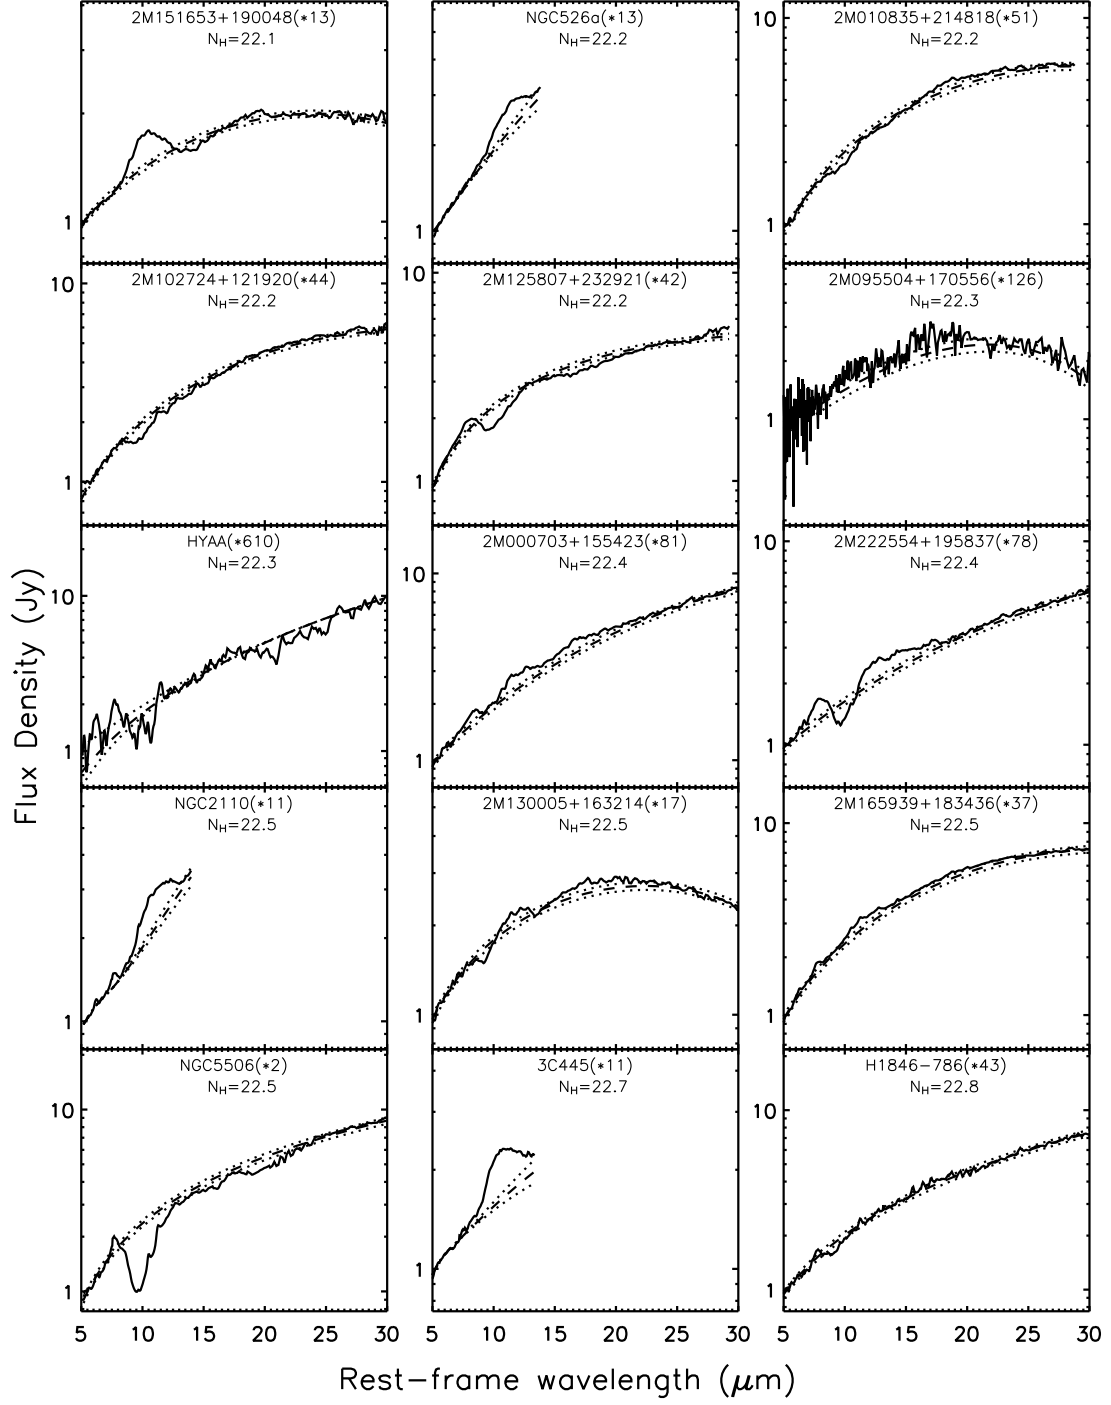 2M151653+190048(*13)
N_H=22.1
NGC526a(*13)
N_H=22.2
2M010835+214818(*51)
N_H=22.2
10
1
1
1
2M102724+121920(*44)
N_H=22.2
2M125807+232921(*42)
N_H=22.2
2M095504+170556(*126)
N_H=22.3
10
1
10
1
1
HYAA(*610)
N_H=22.3
2M000703+155423(*81)
N_H=22.4
2M222554+195837(*78)
N_H=22.4
10
1
10
1
10
1
Flux Density (Jy)
NGC2110(*11)
N_H=22.5
2M130005+163214(*17)
N_H=22.5
2M165939+183436(*37)
N_H=22.5
1
1
10
1
NGC5506(*2)
N_H=22.5
3C445(*11)
N_H=22.7
H1846−786(*43)
N_H=22.8
10
1
1
10
1
5 10 15 20 25 30
5 10 15 20 25 30
5 10 15 20 25 30
Rest−frame wavelength (μm)